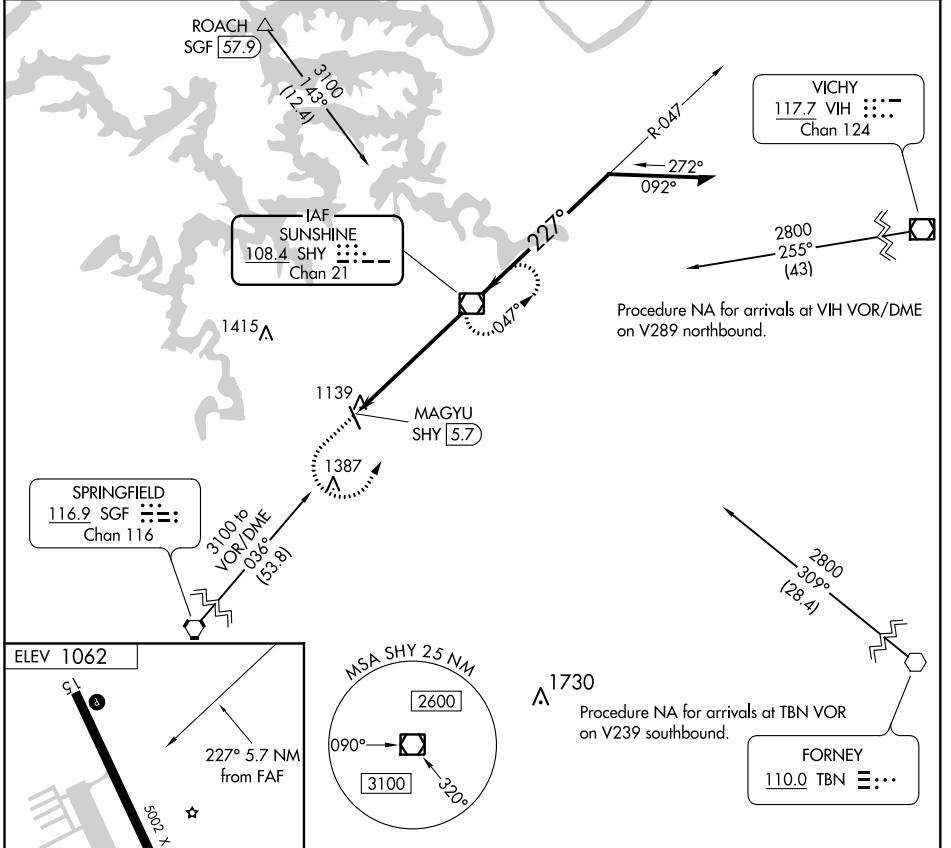 ROACH
SGF 57.9
3100
143°
(12.4)
R-047
272°
092°
VICHY
117.7 VIH
Chan 124
IAF
SUNSHINE
108.4 SHY
Chan 21
227°
2800
255°
(43)
047°
Procedure NA for arrivals at VIH VOR/DME
on V289 northbound.
1415
1139
MAGYU
SHY 5.7
1387
SPRINGFIELD
116.9 SGF
Chan 116
3100 to
VOR/DME
036°
(53.8)
2800
309°
(28.4)
ELEV 1062
15
P
227° 5.7 NM
from FAF
5002 X
MSA SHY 25 NM
2600
090°
3100
320°
1730
Procedure NA for arrivals at TBN VOR
on V239 southbound.
FORNEY
110.0 TBN